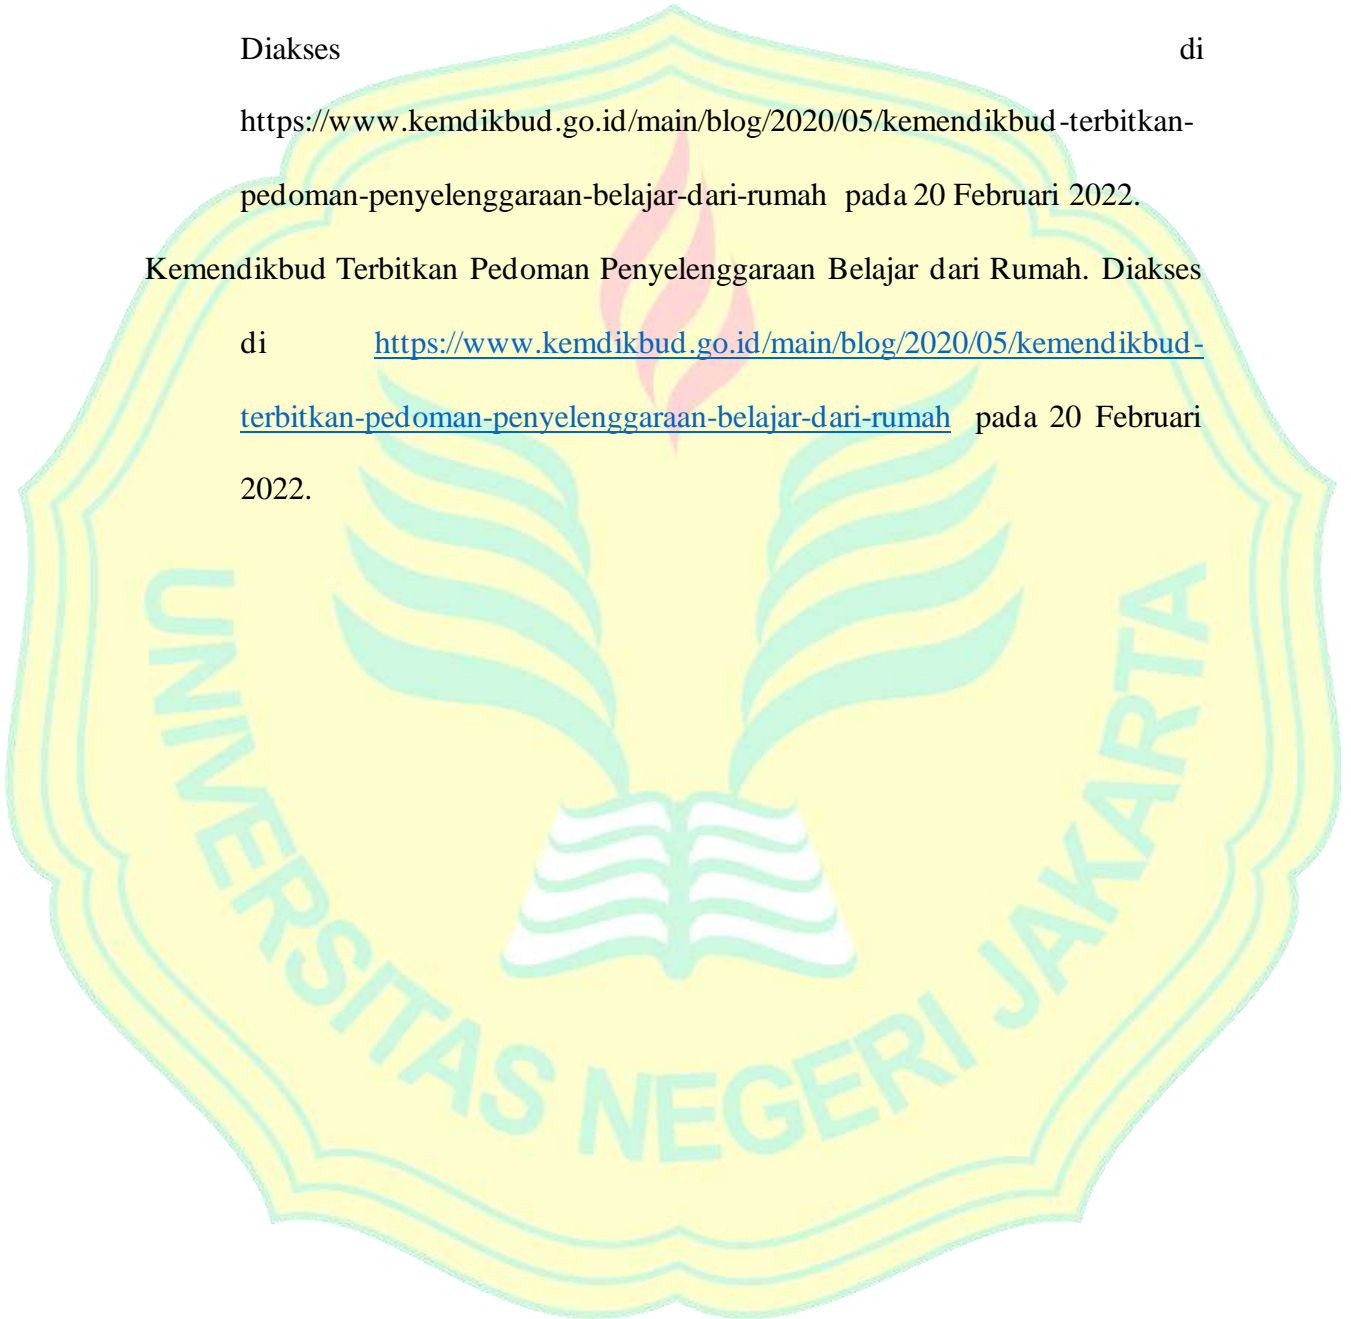 Diakses di
https://www.kemdikbud.go.id/main/blog/2020/05/kemendikbud-terbitkan-
pedoman-penyelenggaraan-belajar-dari-rumah pada 20 Februari 2022.
Kemendikbud Terbitkan Pedoman Penyelenggaraan Belajar dari Rumah. Diakses
di https://www.kemdikbud.go.id/main/blog/2020/05/kemendikbud-
terbitkan-pedoman-penyelenggaraan-belajar-dari-rumah pada 20 Februari
2022.
UNIVERSITAS NEGERI JAKARTA